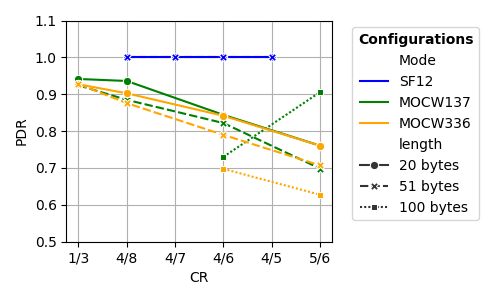 1.1
1.0
0.9
0.8
0.7
0.6
0.5
PDR
1/3 4/8 4/7 4/6 4/5 5/6
CR
Configurations
Mode
SF12
MOCW137
MOCW336
length
20 bytes
51 bytes
100 bytes